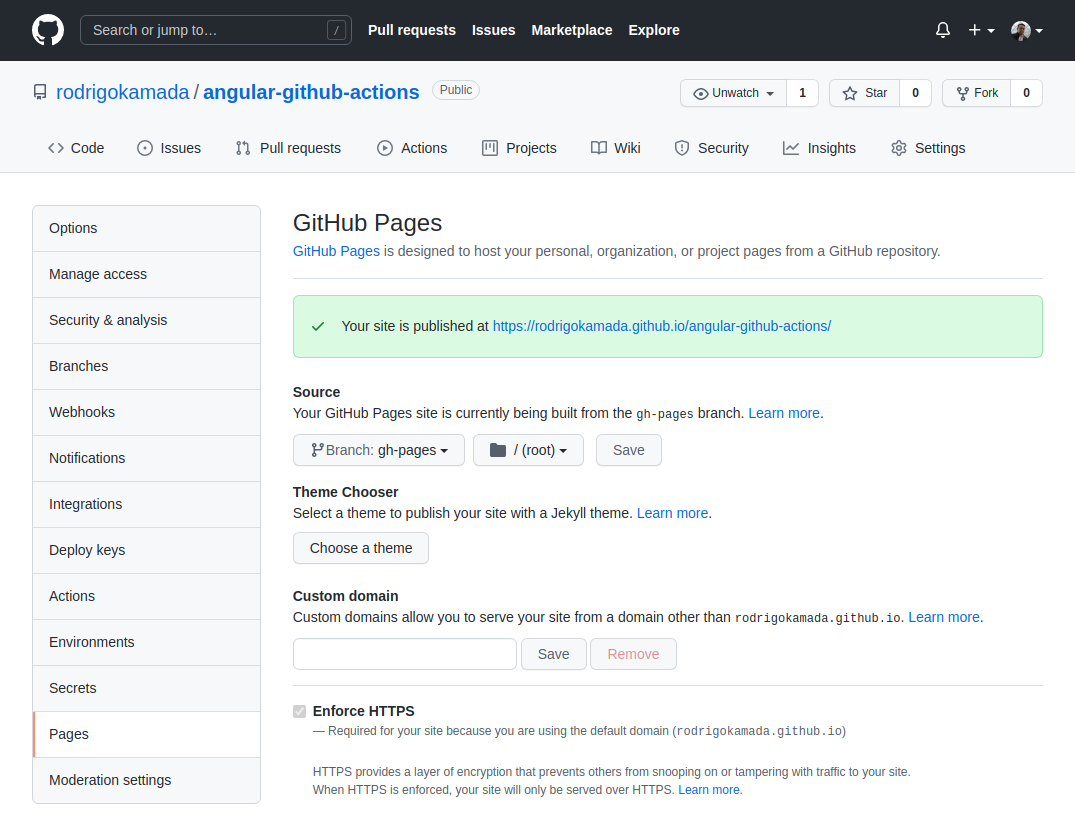 Search or jump to… / Pull requests Issues Marketplace Explore
rodrigokamada / angular-github-actions Public Unwatch 1 Star 0 Fork 0
Code Issues Pull requests Actions Projects Wiki Security Insights Settings
Options
Manage access
Security & analysis
Branches
Webhooks
Notifications
Integrations
Deploy keys
Actions
Environments
Secrets
Pages
Moderation settings
GitHub Pages
GitHub Pages is designed to host your personal, organization, or project pages from a GitHub repository.
Your site is published at https://rodrigokamada.github.io/angular-github-actions/
Source
Your GitHub Pages site is currently being built from the gh-pages branch. Learn more.
Branch: gh-pages / (root) Save
Theme Chooser
Select a theme to publish your site with a Jekyll theme. Learn more.
Choose a theme
Custom domain
Custom domains allow you to serve your site from a domain other than rodrigokamada.github.io. Learn more.
Save Remove
Enforce HTTPS
— Required for your site because you are using the default domain (rodrigokamada.github.io)
HTTPS provides a layer of encryption that prevents others from snooping on or tampering with traffic to your site.
When HTTPS is enforced, your site will only be served over HTTPS. Learn more.